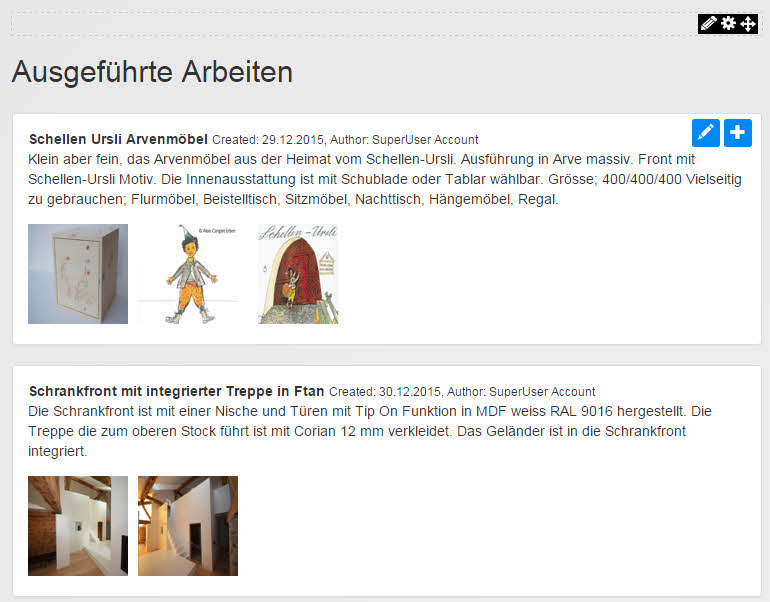 Ausgeführte Arbeiten
Schellen Ursli Arvenmöbel Created: 29.12.2015, Author: SuperUser Account
Klein aber fein, das Arvenmöbel aus der Heimat vom Schellen-Ursli. Ausführung in Arve massiv. Front mit
Schellen-Ursli Motiv. Die Innenausstattung ist mit Schublade oder Tablar wählbar. Grösse; 400/400/400 Vielseitig
zu gebrauchen; Flurmöbel, Beistelltisch, Sitzmöbel, Nachttisch, Hängemöbel, Regal.
© Alois Carigiet Erben
Schellen-Ursli
Schrankfront mit integrierter Treppe in Ftan Created: 30.12.2015, Author: SuperUser Account
Die Schrankfront ist mit einer Nische und Türen mit Tip On Funktion in MDF weiss RAL 9016 hergestellt. Die
Treppe die zum oberen Stock führt ist mit Corian 12 mm verkleidet. Das Geländer ist in die Schrankfront
integriert.